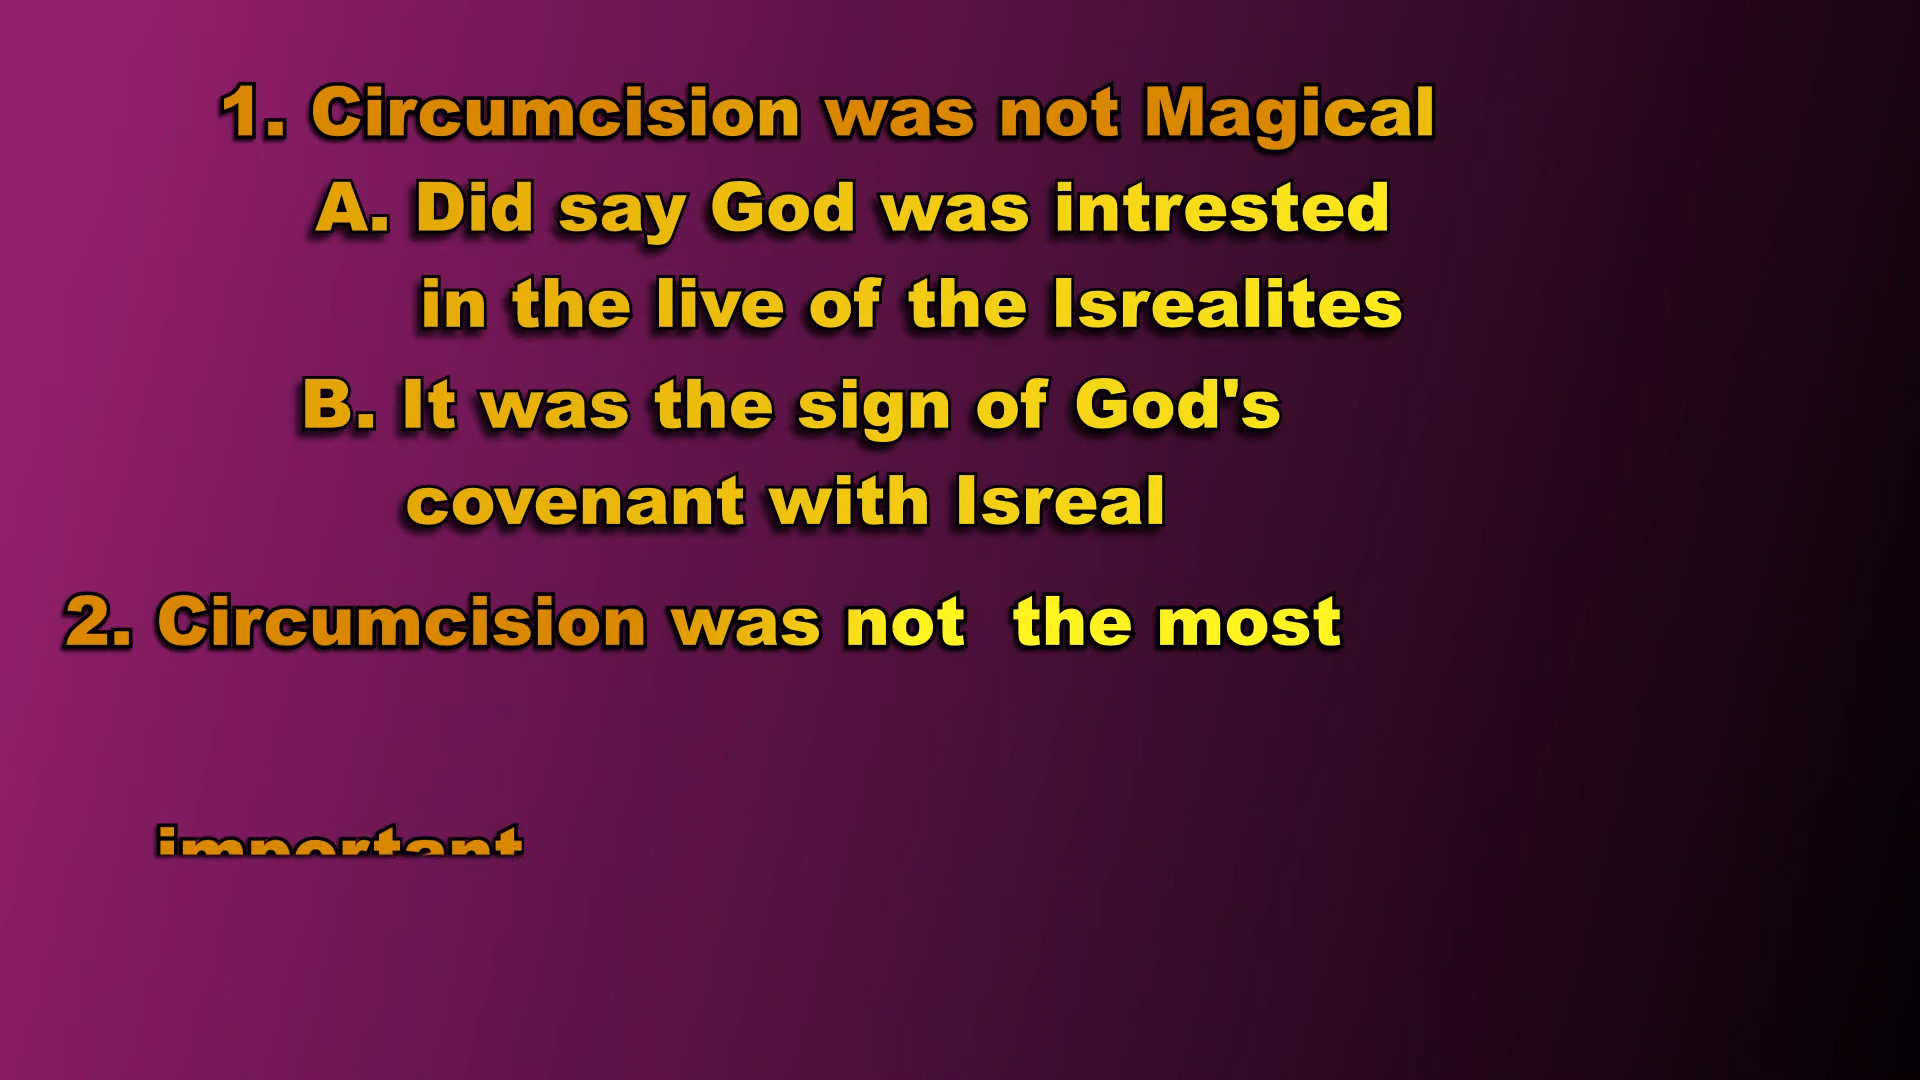 1. Circumcision was not Magical
A. Did say God was intrested
in the live of the Isrealites
B. It was the sign of God's
covenant with Isreal
2. Circumcision was not the most
important